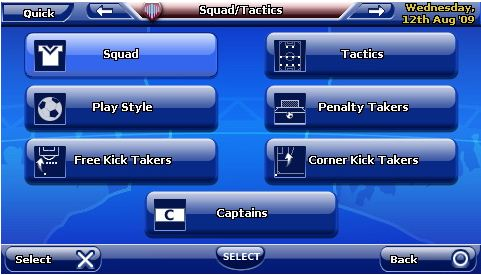 Quick
Squad/Tactics
Wednesday,
12th Aug '09
Squad
Tactics
Play Style
Penalty Takers
Free Kick Takers
Corner Kick Takers
C
Captains
Select
SELECT
Back